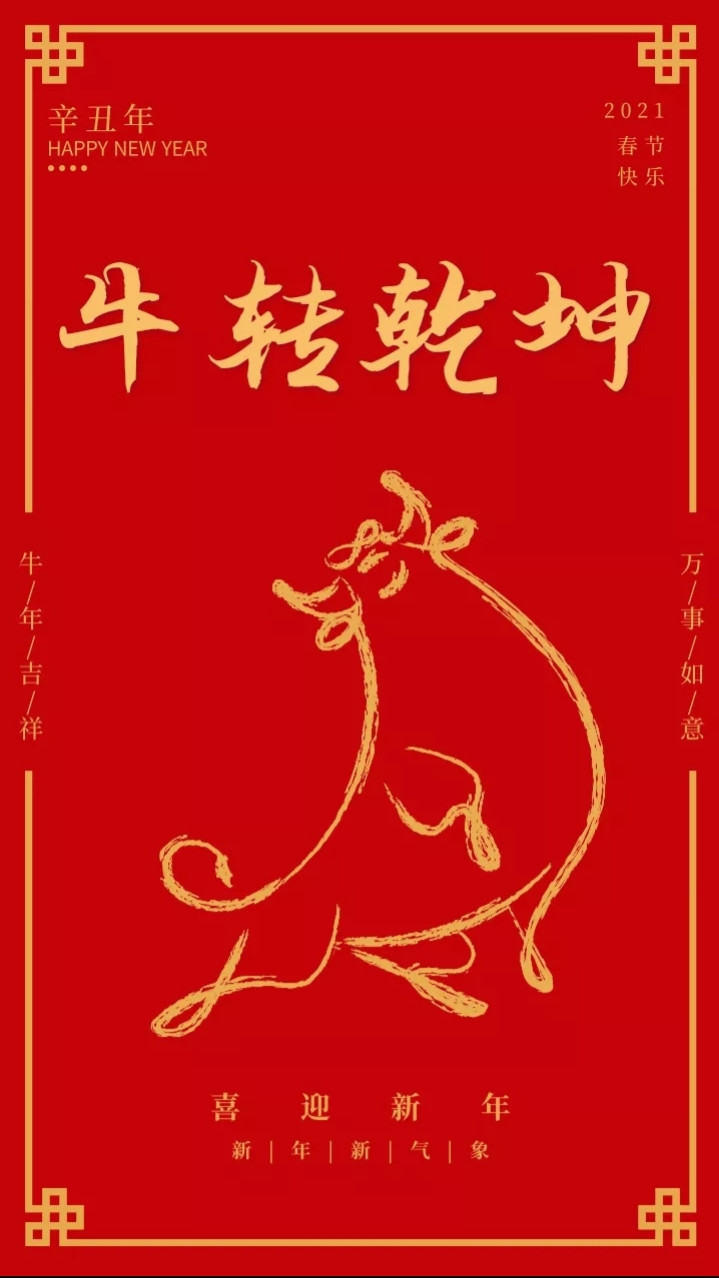 辛丑年
HAPPY NEW YEAR
2021
春节
快乐
牛转乾坤
牛/年/吉/祥
万/事/如/意
喜迎新年
新|年|新|气|象